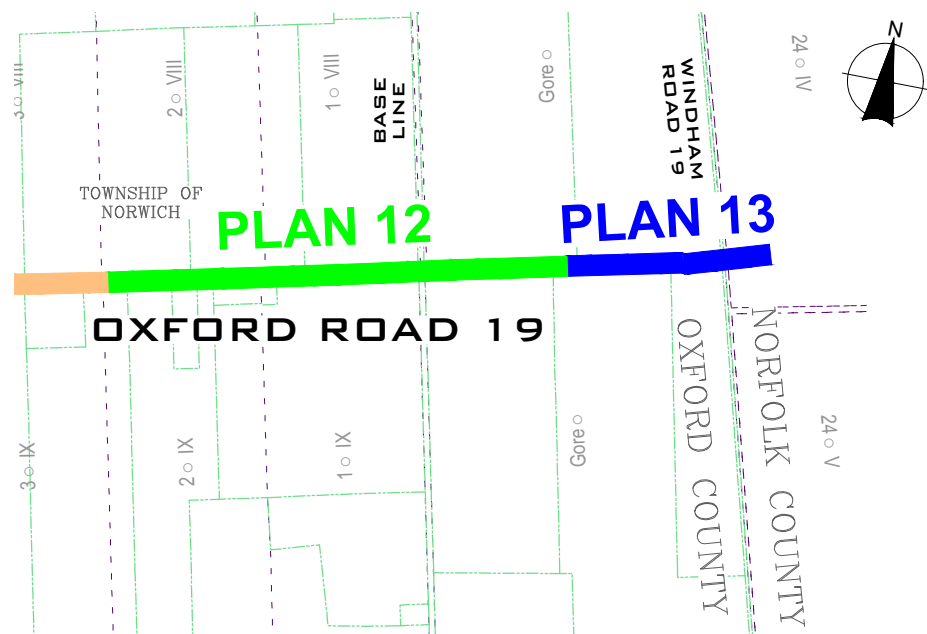 N
3 ○ VIII
2 ○ VIII
1 ○ VIII
BASE
LINE
Gore ○
WINDHAM
ROAD 19
24 ○ IV
TOWNSHIP OF
NORWICH
PLAN 12
PLAN 13
OXFORD ROAD 19
3 ○ IX
2 ○ IX
1 ○ IX
Gore ○
OXFORD COUNTY
NORFOLK COUNTY
24 ○ V